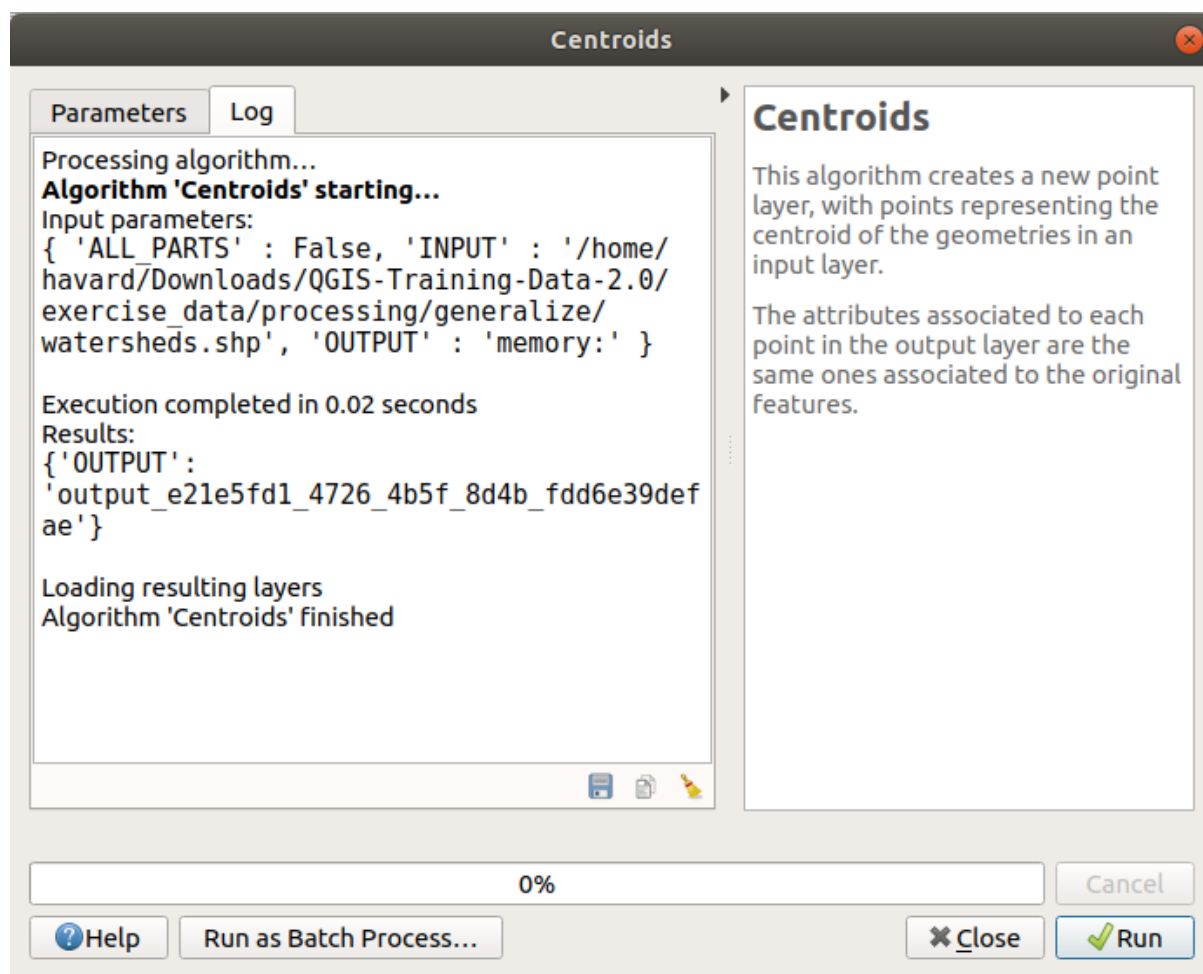 Centroids
Parameters
Log
Processing algorithm…
Algorithm 'Centroids' starting…
Input parameters:
{ 'ALL_PARTS' : False, 'INPUT' : '/home/
havard/Downloads/QGIS-Training-Data-2.0/
exercise_data/processing/generalize/
watersheds.shp', 'OUTPUT' : 'memory:' }
Execution completed in 0.02 seconds
Results:
{'OUTPUT':
'output_e21e5fd1_4726_4b5f_8d4b_fdd6e39def
ae'}
Loading resulting layers
Algorithm 'Centroids' finished
Centroids
This algorithm creates a new point
layer, with points representing the
centroid of the geometries in an
input layer.
The attributes associated to each
point in the output layer are the
same ones associated to the original
features.
0%
Cancel
Help
Run as Batch Process…
Close
Run